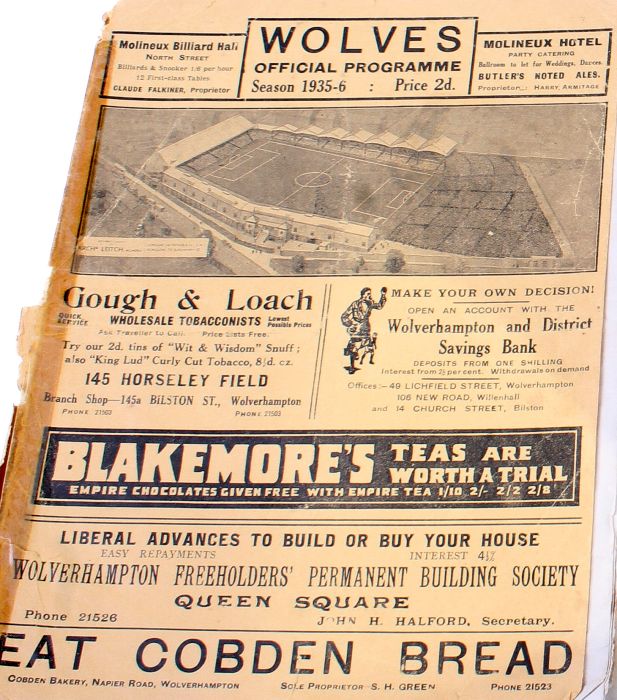 Molineux Billiard Hall
NORTH STREET
Billiards & Snooker 1/6 per hour
12 First-class Tables
CLAUDE FALKINER, Proprietor
WOLVES
OFFICIAL PROGRAMME
Season 1935-6 : Price 2d.
MOLINEUX HOTEL
PARTY CATERING
Ballroom to let for Weddings, Dances.
BUTLER'S NOTED ALES.
Proprietor: HARRY ARMITAGE
ARCHD LEITCH
Gough & Loach
QUICK SERVICE
WHOLESALE TOBACCONISTS
Lowest Possible Prices
Ask Traveller to Call. Price Lists Free.
Try our 2d. tins of "Wit & Wisdom" Snuff;
also "King Lud" Curly Cut Tobacco, 8½d. oz.
145 HORSELEY FIELD
Branch Shop—145a BILSTON ST., Wolverhampton
PHONE 21503 PHONE 21503
MAKE YOUR OWN DECISION!
OPEN AN ACCOUNT WITH THE
Wolverhampton and District
Savings Bank
DEPOSITS FROM ONE SHILLING
Interest from 2½ percent. Withdrawals on demand
Offices:—49 LICHFIELD STREET, Wolverhampton
106 NEW ROAD, Willenhall
and 14 CHURCH STREET, Bilston
BLAKEMORE'S TEAS ARE
WORTH A TRIAL
EMPIRE CHOCOLATES GIVEN FREE WITH EMPIRE TEA 1/10 2/- 2/2 2/8
LIBERAL ADVANCES TO BUILD OR BUY YOUR HOUSE
EASY REPAYMENTS INTEREST 4½%
WOLVERHAMPTON FREEHOLDERS' PERMANENT BUILDING SOCIETY
QUEEN SQUARE
Phone 21526 JOHN H. HALFORD, Secretary.
EAT COBDEN BREAD
COBDEN BAKERY, NAPIER ROAD, WOLVERHAMPTON SOLE PROPRIETOR—S. H. GREEN PHONE 21523